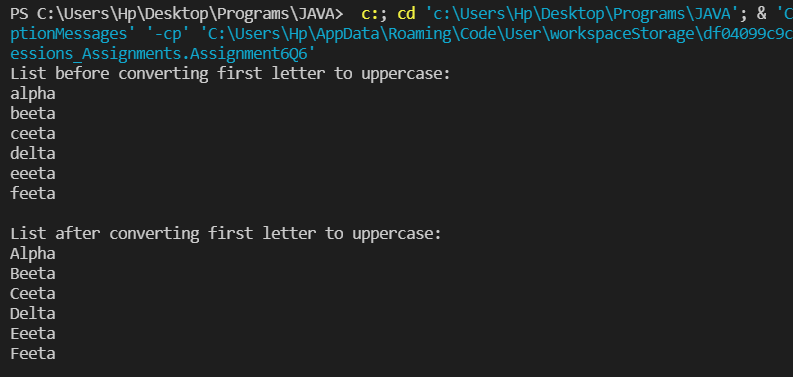 PS C:\Users\Hp\Desktop\Programs\JAVA>  c:; cd 'c:\Users\Hp\Desktop\Programs\JAVA'; & 'C
ptionMessages' '-cp' 'C:\Users\Hp\AppData\Roaming\Code\User\workspaceStorage\df04099c9c
essions_Assignments.Assignment6Q6'
List before converting first letter to uppercase:
alpha
beeta
ceeta
delta
eeeta
feeta

List after converting first letter to uppercase:
Alpha
Beeta
Ceeta
Delta
Eeeta
Feeta